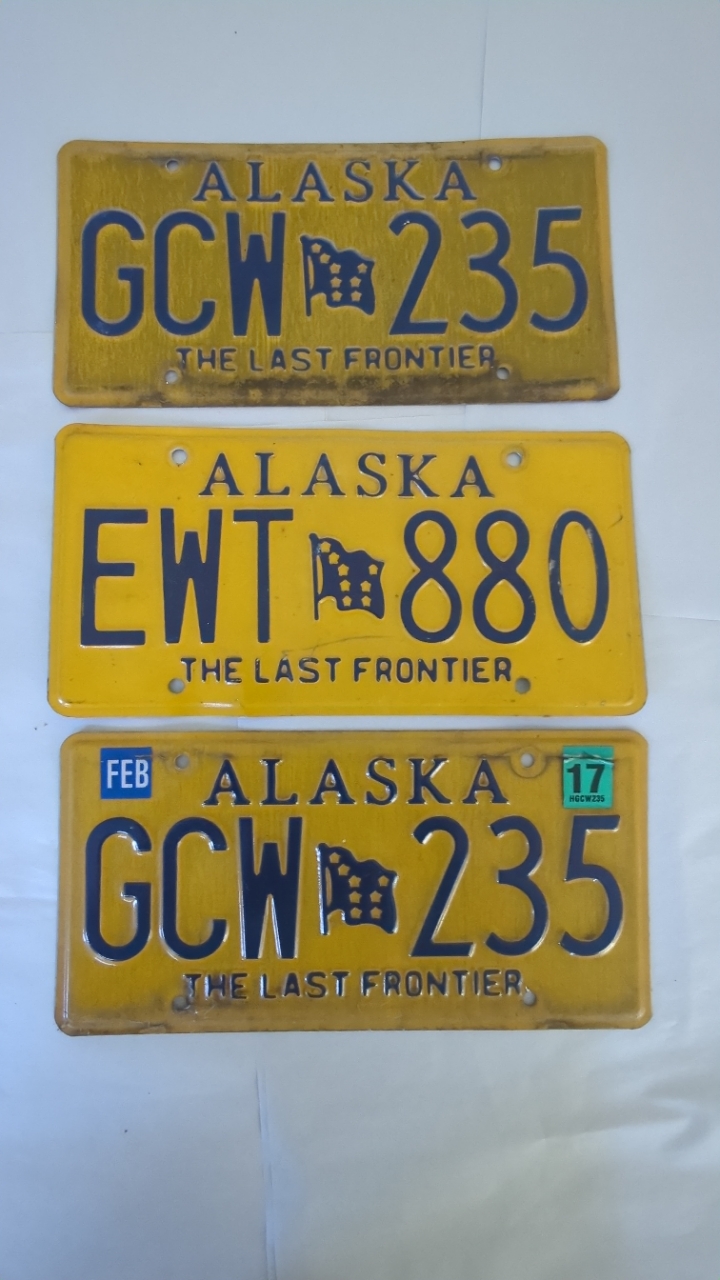 ALASKA
GCW 235
THE LAST FRONTIER
ALASKA
EWT 880
THE LAST FRONTIER
FEB ALASKA 17
HGCW235
GCW 235
THE LAST FRONTIER